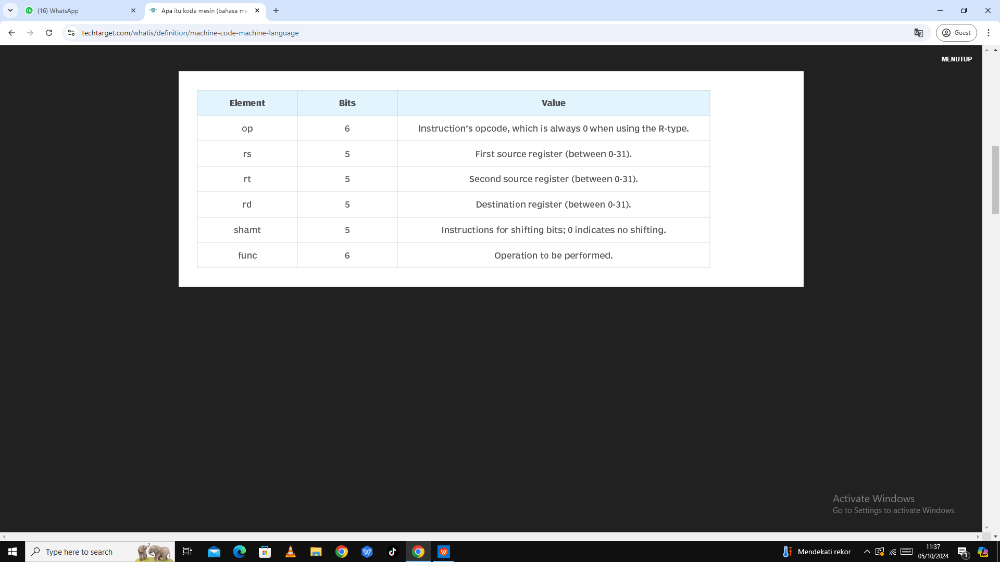 (16) WhatsApp
Apa itu kode mesin (bahasa me
techtarget.com/whatis/definition/machine-code-machine-language
Guest
MENUTUP
Element Bits Value
op 6 Instruction's opcode, which is always 0 when using the R-type.
rs 5 First source register (between 0-31).
rt 5 Second source register (between 0-31).
rd 5 Destination register (between 0-31).
shamt 5 Instructions for shifting bits; 0 indicates no shifting.
func 6 Operation to be performed.
Activate Windows
Go to Settings to activate Windows.
Type here to search
Mendekati rekor
11:37
05/10/2024
1